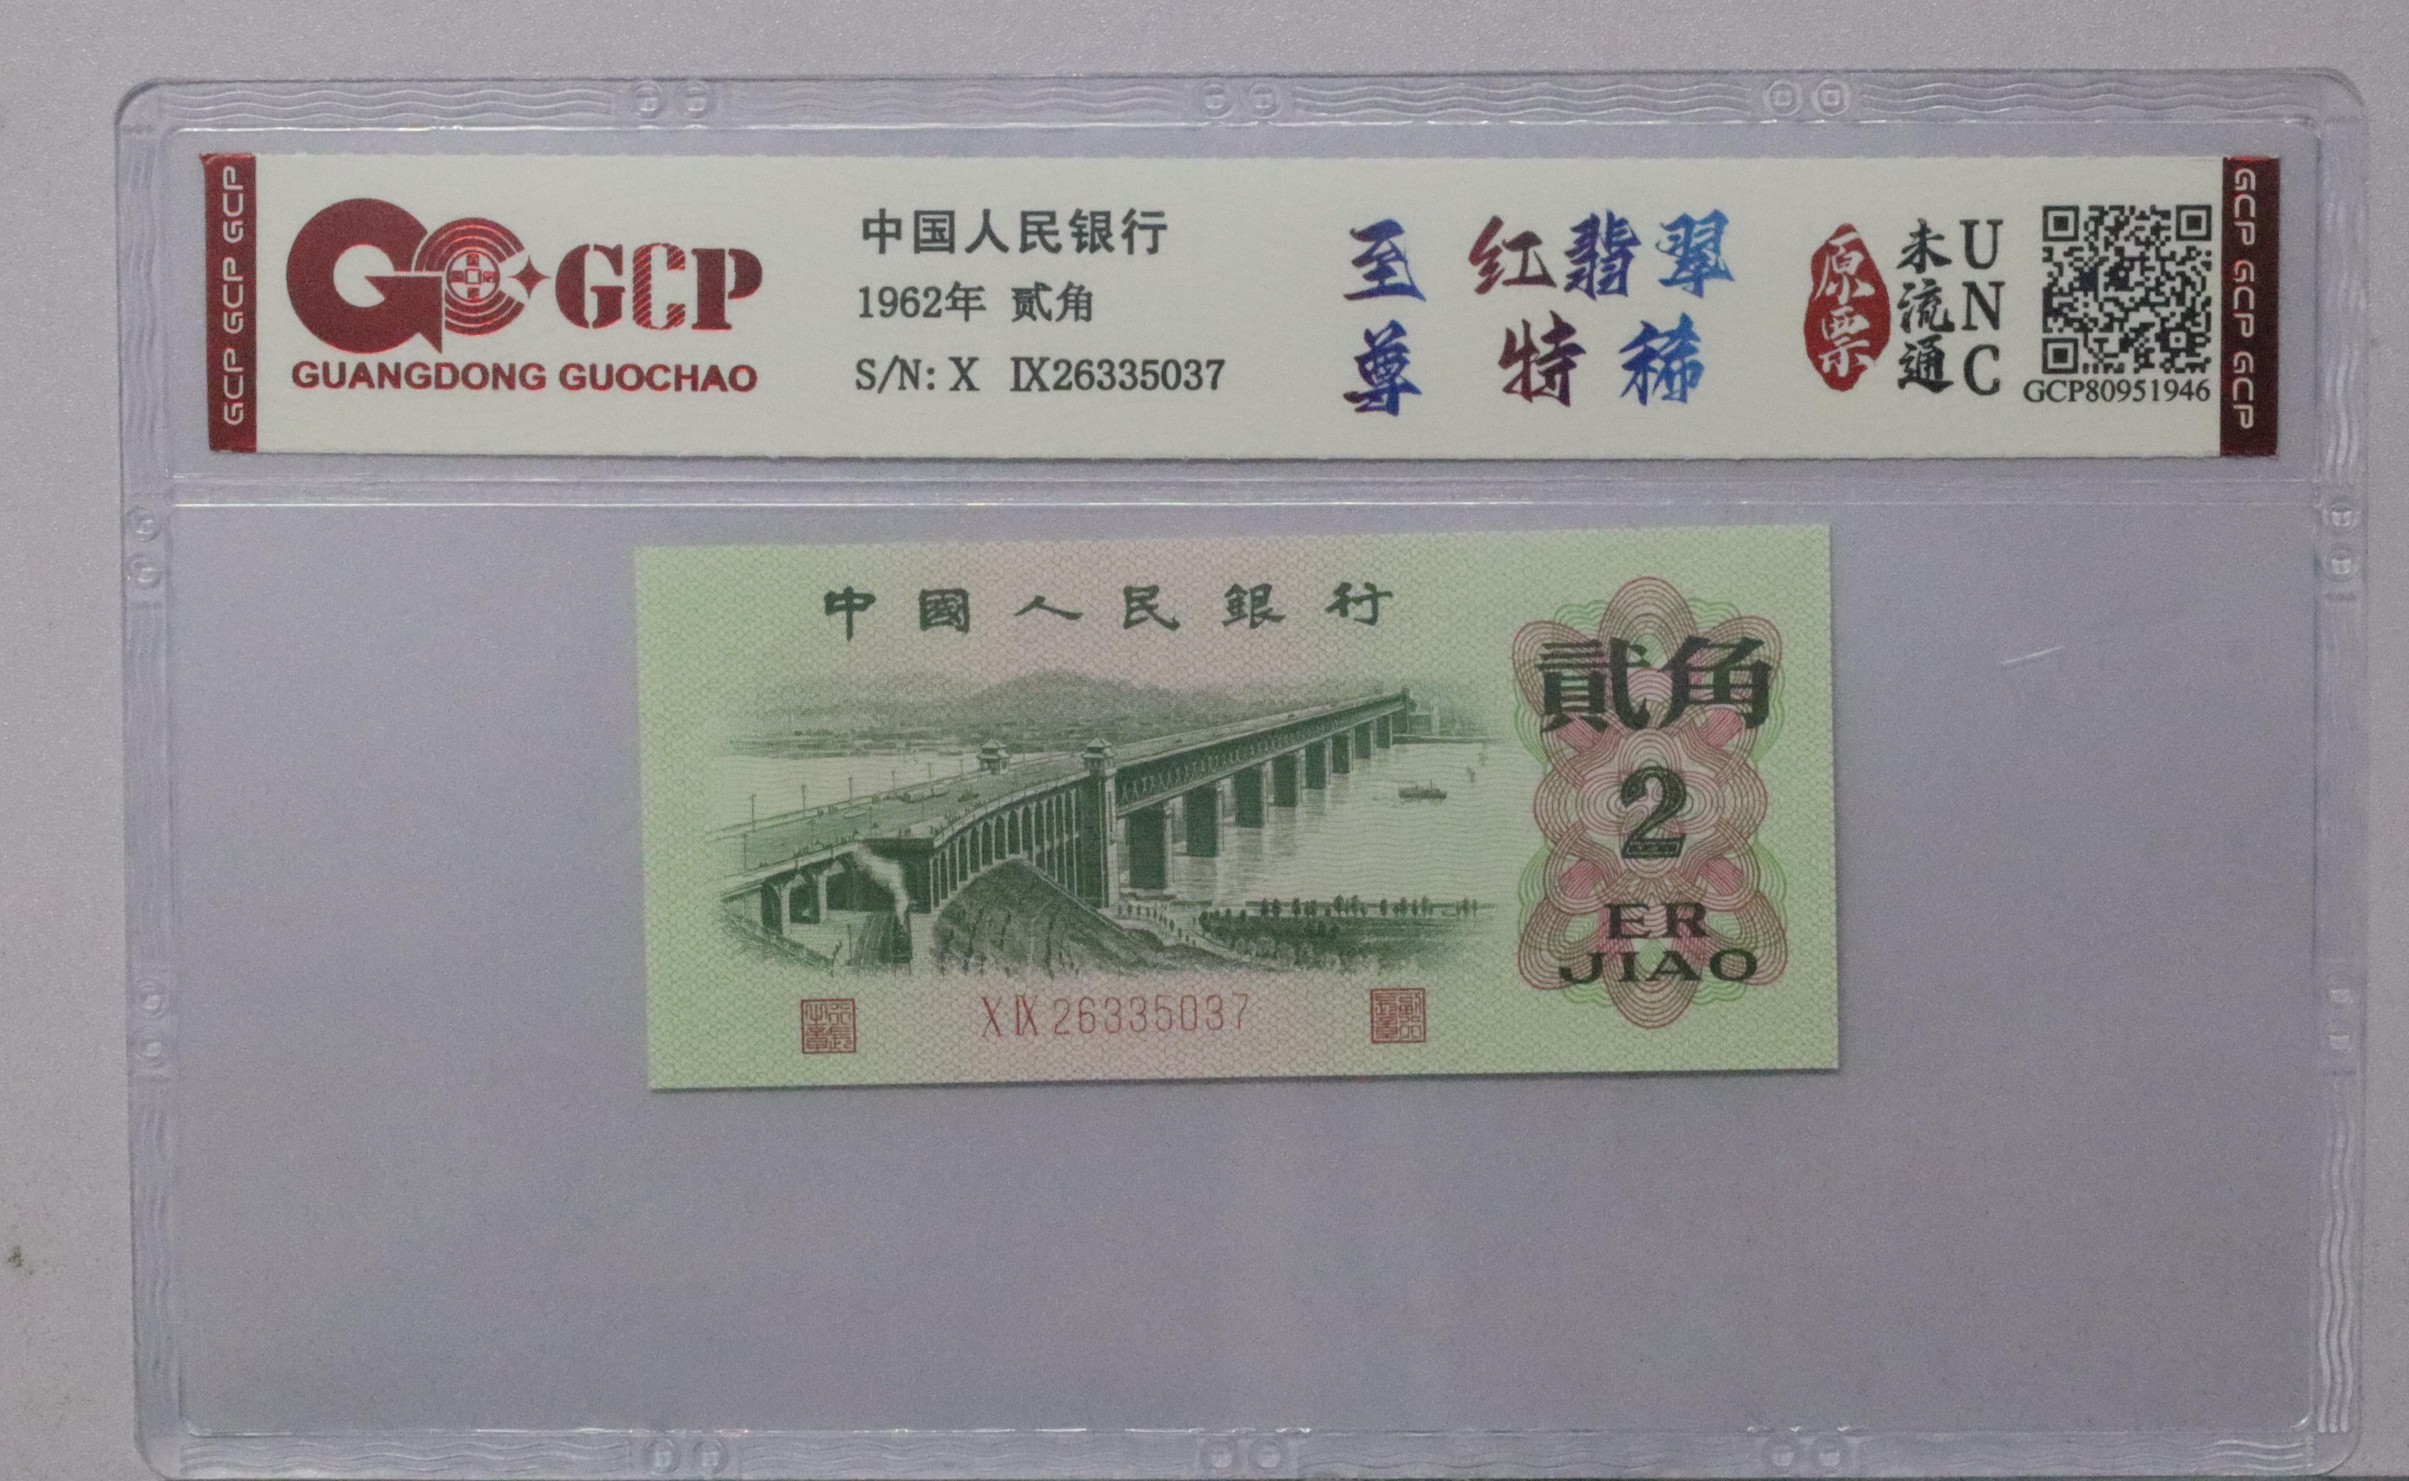 GCP GCP GCP
GCP
GUANGDONG GUOCHAO
中国人民银行
1962年 贰角
S/N: X Ⅸ26335037
至尊
红翡翠
特稀
原票
未流通
UNC
GCP80951946
GCP GCP GCP
中國人民銀行
貳角
2
ER
JIAO
X Ⅸ 26335037